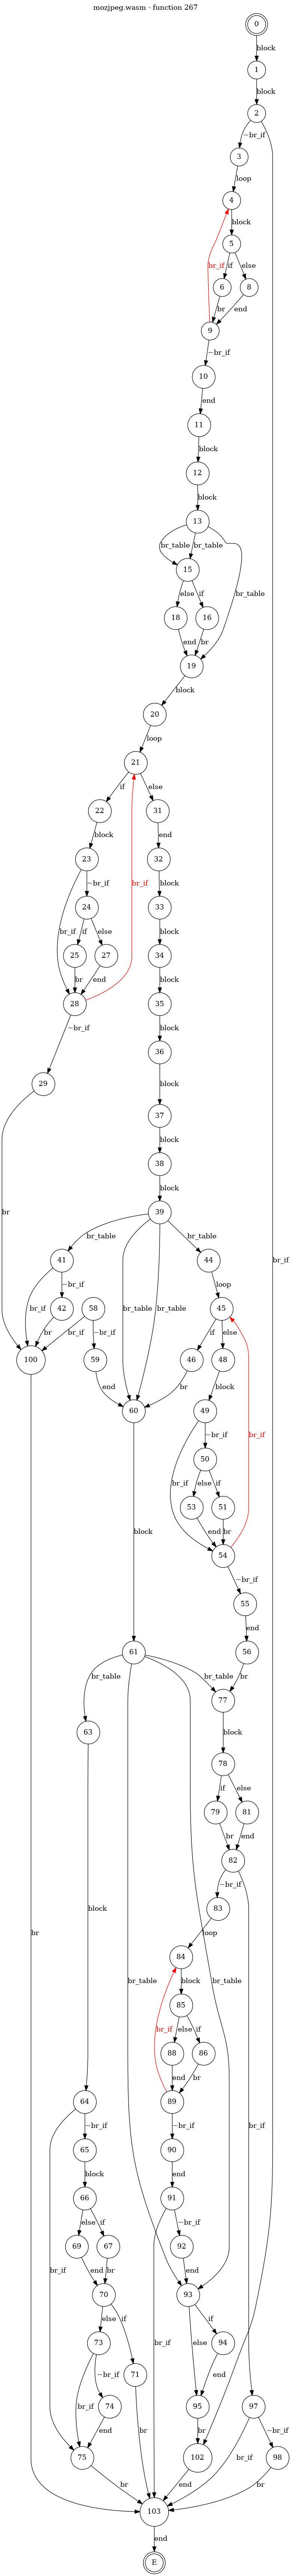 mozjpeg.wasm - function 267
0
block
1
block
2
~br_if
3
loop
4
block
5
br_if if else
6 8
br end
9
~br_if
10
end
11
block
12
block
13
br_table br_table
15 br_table
else if
18 16
end br
19
block
20
loop
21
if else
22 31
block end
23 32
~br_if br_if block
24 33
br_if if else block
25 27 34
br end block
28 35
~br_if block
29 36
block
37
block
38
br block
39
br_table br_table
41 44
br_if
~br_if br_table br_table loop
42 58 45
br br_if ~br_if if else
100 59 46 48
end br block
60 49
br_if
br_if ~br_if
50
else if
53 51
block end br
54
~br_if
55
end
61 56
br_table br_table br
77
63 block
78
if else
79 81
br end
82
block ~br_if
83
br loop
84
br_table br_if block br_table
85
else if
88 86 br_if
end br
64 89
~br_if ~br_if
65 90
block end
66 91
br_if else if ~br_if
69 67 92
end br end
70 93
else if if
73 71 br_if else 94
br_if ~br_if end
74 95 97
end br br ~br_if
75 102 br_if 98
br end br
103
end
E